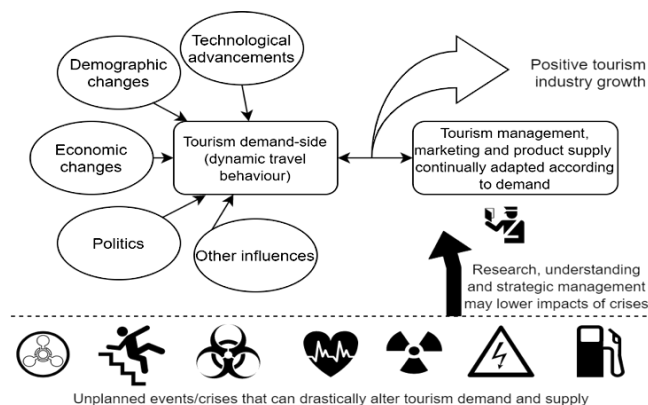 Technological
advancements
Demographic
changes
Positive tourism
industry growth
Economic
changes
Tourism demand-side
(dynamic travel
behaviour)
Tourism management,
marketing and product supply
continually adapted according
to demand
Politics
Other influences
Research, understanding
and strategic management
may lower impacts of crises
Unplanned events/crises that can drastically alter tourism demand and supply